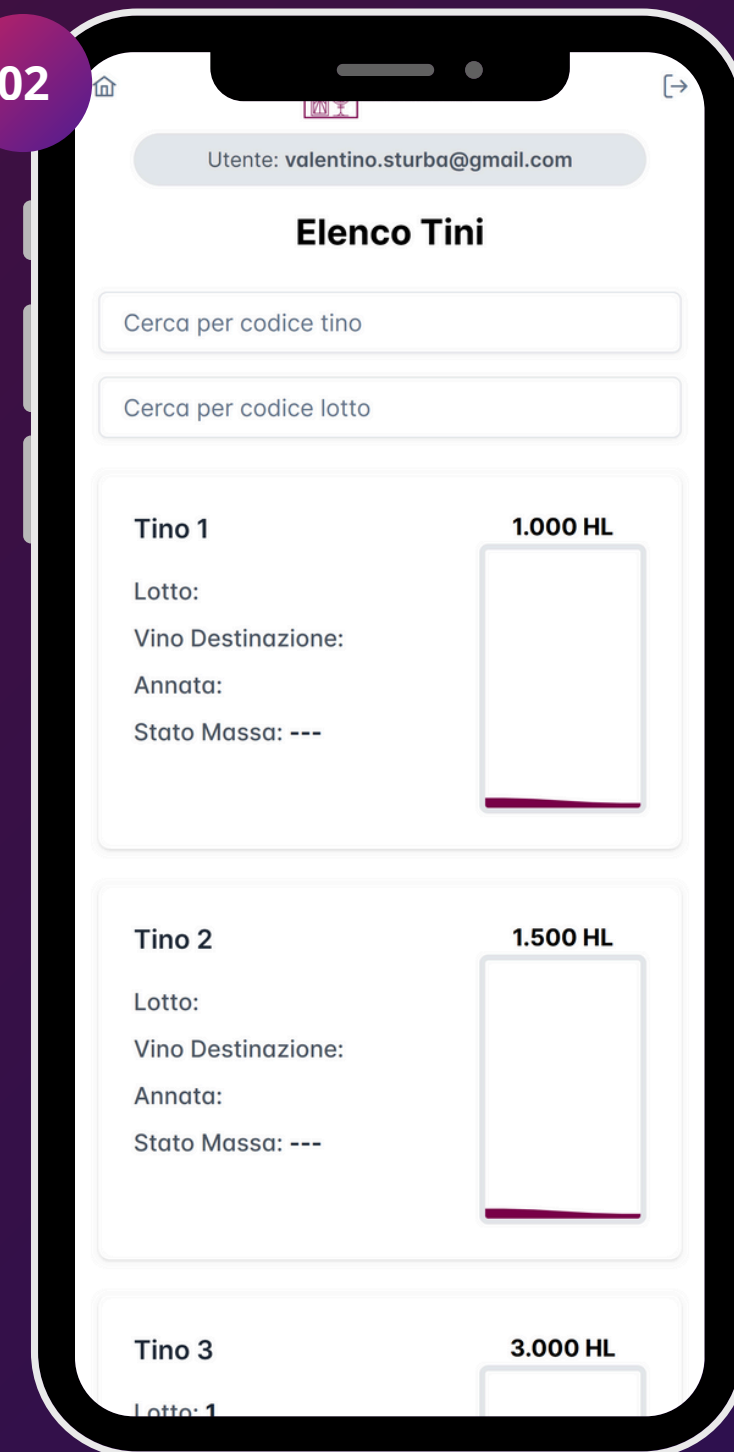 02
Utente: valentino.sturba@gmail.com
Elenco Tini
Cerca per codice tino
Cerca per codice lotto
Tino 1
1.000 HL
Lotto:
Vino Destinazione:
Annata:
Stato Massa: ---
Tino 2
1.500 HL
Lotto:
Vino Destinazione:
Annata:
Stato Massa: ---
Tino 3
3.000 HL
Lotto: 1